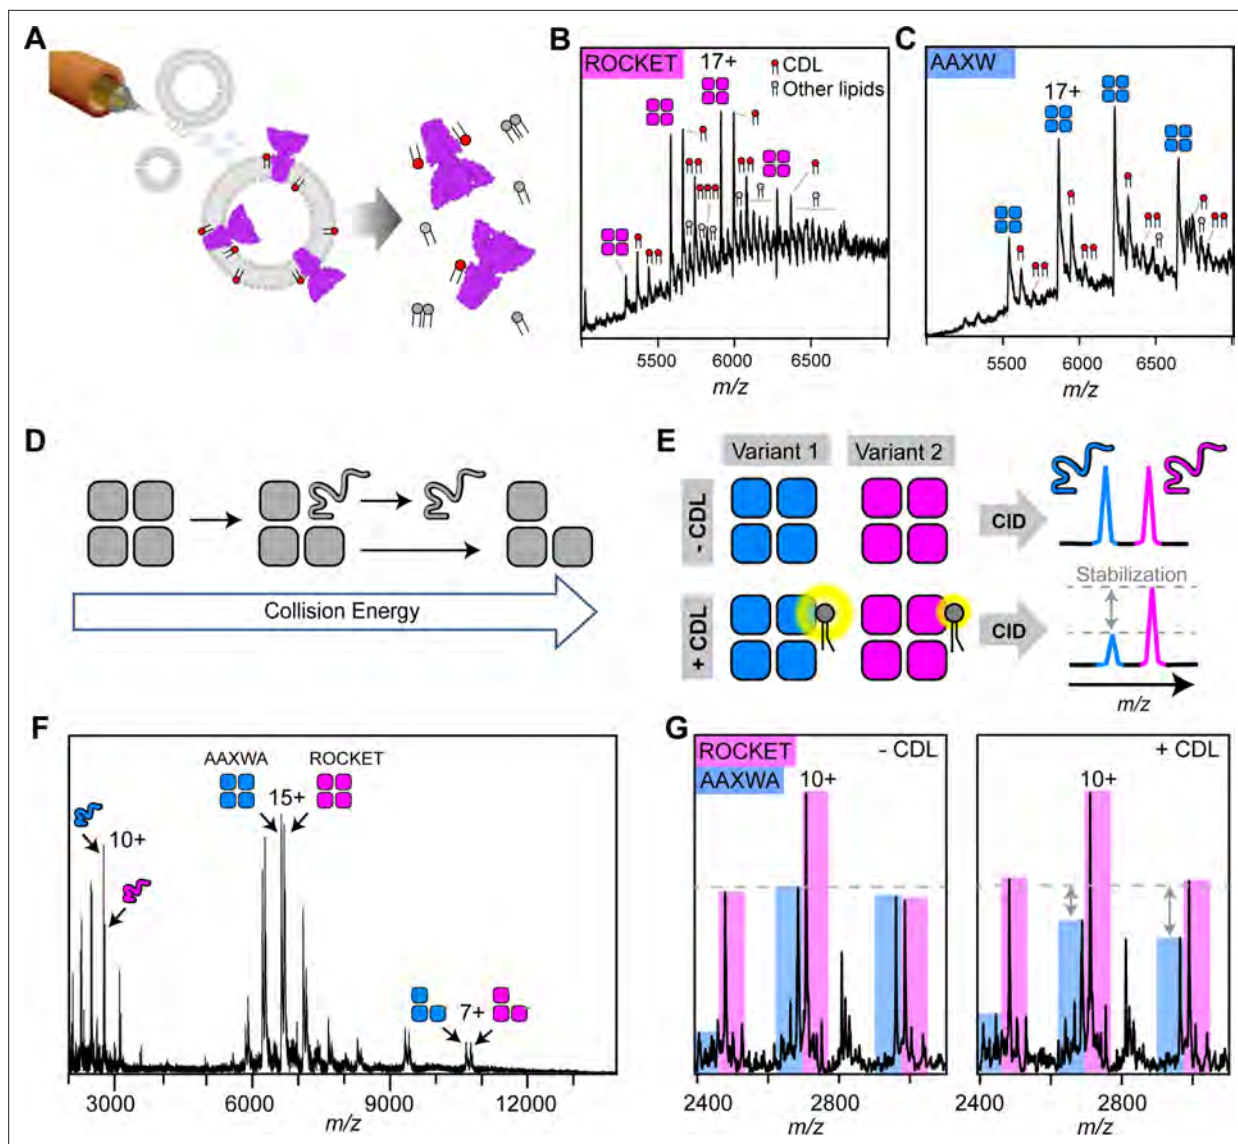 A
B
ROCKET
17+
CDL
Other lipids
5500 6000 6500
m/z
C
AAXW
17+
5500 6000 6500
m/z
D
Collision Energy
E
Variant 1 Variant 2
- CDL
CID
+ CDL
CID
Stabilization
m/z
F
AAXWA ROCKET
15+
10+
7+
3000 6000 9000 12000
m/z
G
ROCKET - CDL
AAXWA
10+
2400 2800
m/z
+ CDL
10+
2400 2800
m/z